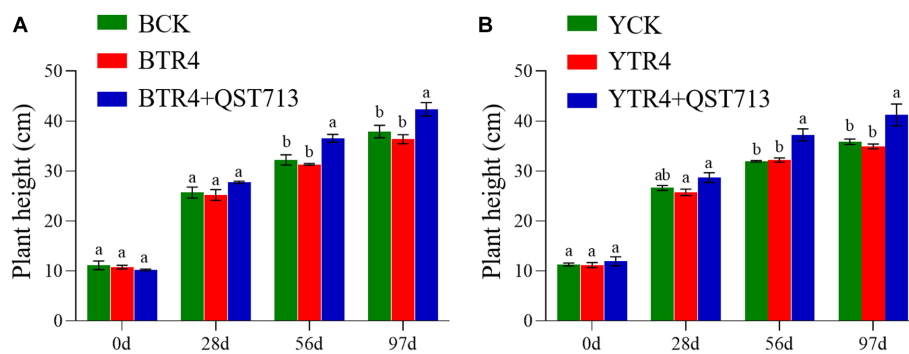 A
BCK
BTR4
BTR4+QST713
Plant height (cm)
50
40
30
20
10
0
a a a
a a a
b b a
b b a
0d 28d 56d 97d
B
YCK
YTR4
YTR4+QST713
Plant height (cm)
50
40
30
20
10
0
a a a
ab a a
b b a
b b a
0d 28d 56d 97d